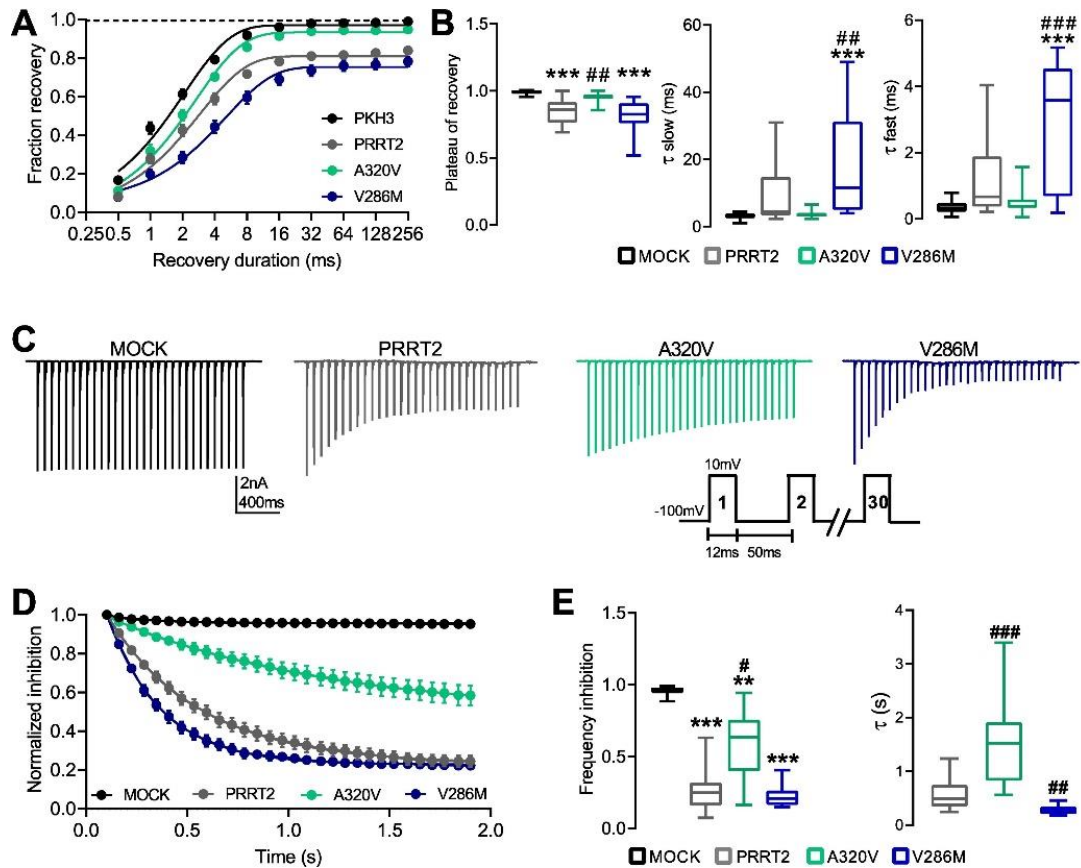 A
Fraction recovery
1.0
0.8
0.6
0.4
0.2
0.0
0.25 0.5 1 2 4 8 16 32 64 128 256
Recovery duration (ms)
PKH3
PRRT2
A320V
V286M
B
Plateau of recovery
1.5
1.0
1.0
0.0
*** ## ***
τ slow (ms)
50
40
30
20
10
0
##
***
τ fast (ms)
6
4
2
0
###
***
MOCK PRRT2 A320V V286M
C
MOCK PRRT2 A320V V286M
2nA
400ms
10mV
-100mV
1 2 30
12ms 50ms
D
Normalized inhibition
1.0
0.8
0.6
0.4
0.2
0.0
MOCK PRRT2 A320V V286M
0.0 0.5 1.0 1.5 2.0
Time (s)
E
Frequency inhibition
1.5
1.0
0.5
0.0
***
#
**
***
τ (s)
4
3
2
1
0
###
##
MOCK PRRT2 A320V V286M